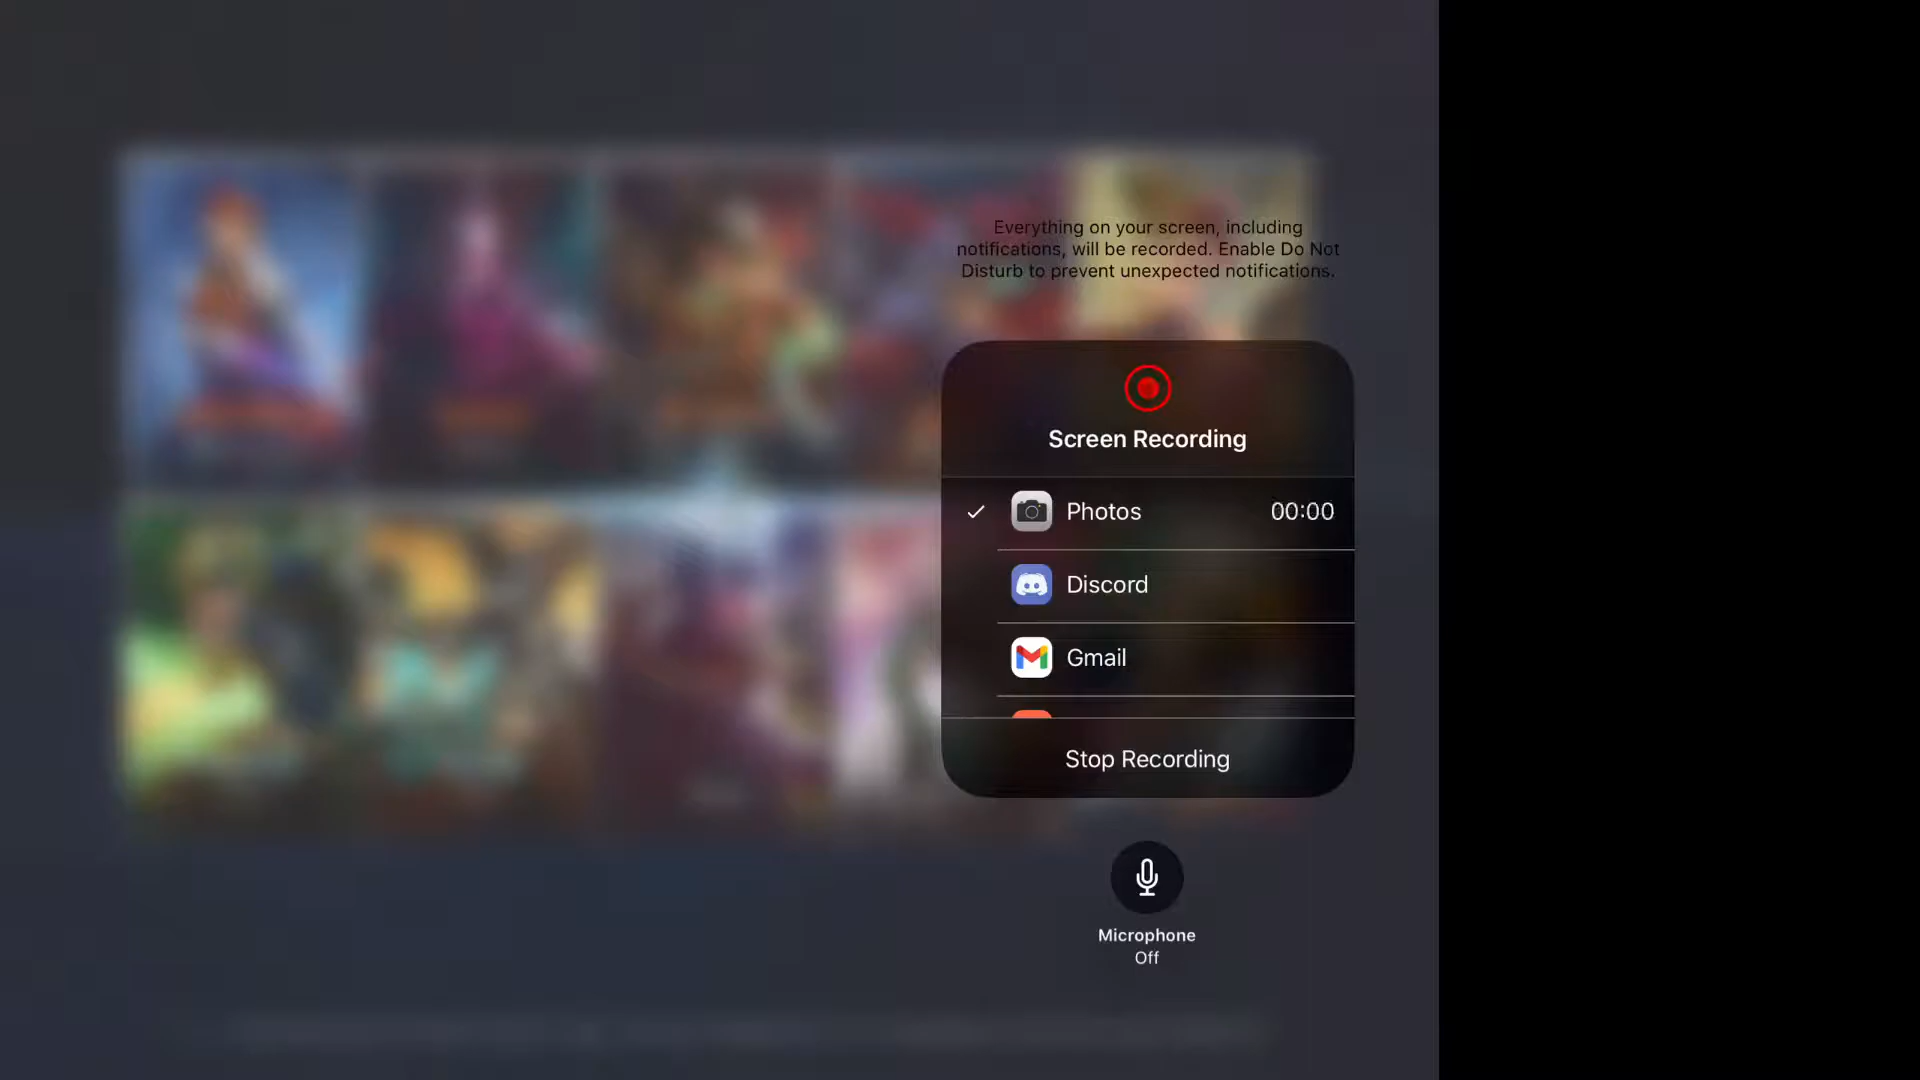 Everything on your screen, including
notifications, will be recorded. Enable Do Not
Disturb to prevent unexpected notifications.
Screen Recording
Photos 00:00
Discord
Gmail
Stop Recording
Microphone
Off